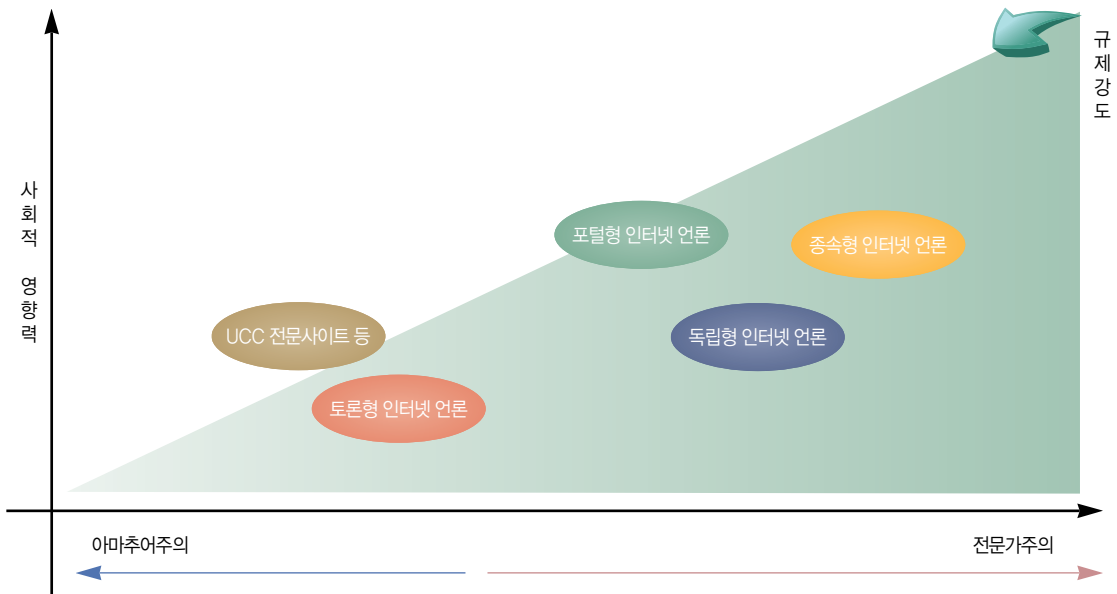 규제강도
사회적 영향력
포털형 인터넷 언론
종속형 인터넷 언론
UCC 전문사이트 등
독립형 인터넷 언론
토론형 인터넷 언론
아마추어주의
전문가주의